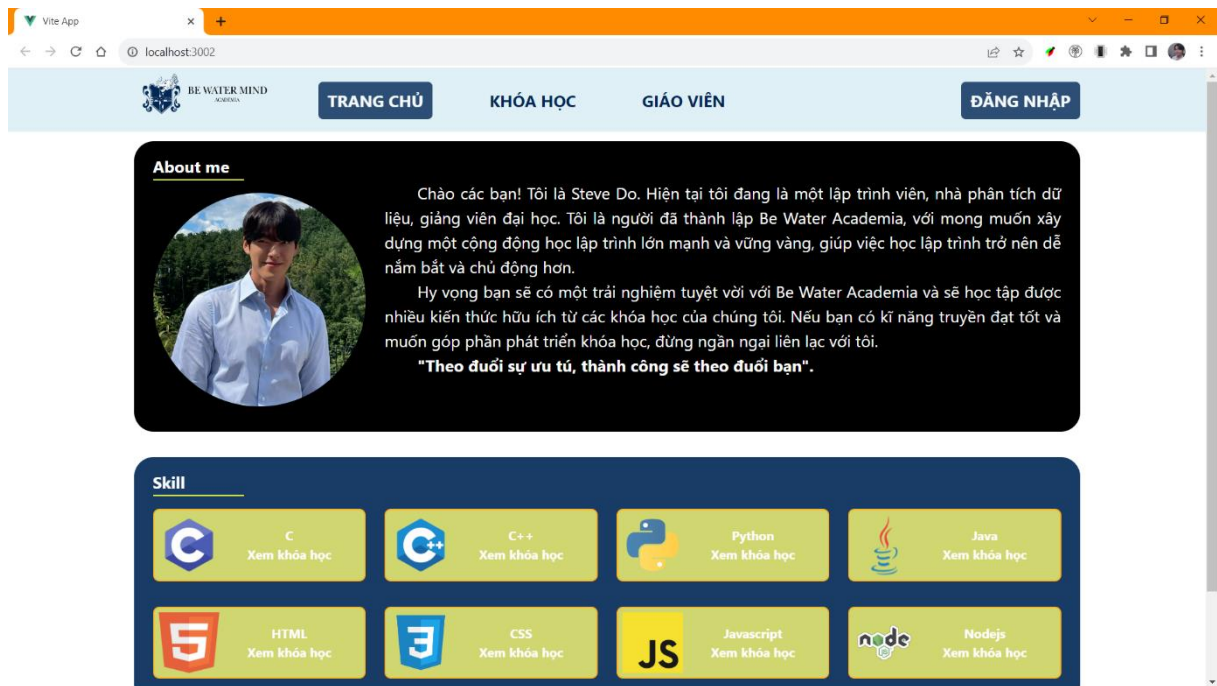 Vite App
localhost:3002
BE WATER MIND
ACADEMIA
TRANG CHỦ
KHÓA HỌC
GIÁO VIÊN
ĐĂNG NHẬP
About me
Chào các bạn! Tôi là Steve Do. Hiện tại tôi đang là một lập trình viên, nhà phân tích dữ
liệu, giảng viên đại học. Tôi là người đã thành lập Be Water Academia, với mong muốn xây
dựng một cộng động học lập trình lớn mạnh và vững vàng, giúp việc học lập trình trở nên dễ
nắm bắt và chủ động hơn.
Hy vọng bạn sẽ có một trải nghiệm tuyệt vời với Be Water Academia và sẽ học tập được
nhiều kiến thức hữu ích từ các khóa học của chúng tôi. Nếu bạn có kĩ năng truyền đạt tốt và
muốn góp phần phát triển khóa học, đừng ngần ngại liên lạc với tôi.
"Theo đuổi sự ưu tú, thành công sẽ theo đuổi bạn".
Skill
C
C
Xem khóa học
C++
C++
Xem khóa học
Python
Xem khóa học
Java
Xem khóa học
5
HTML
Xem khóa học
3
CSS
Xem khóa học
JS
Javascript
Xem khóa học
node
Nodejs
Xem khóa học